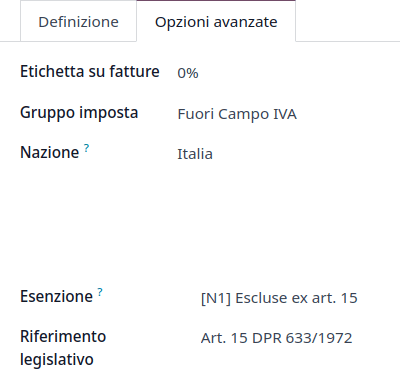 Definizione Opzioni avanzate
Etichetta su fatture 0%
Gruppo imposta Fuori Campo IVA
Nazione ? Italia
Esenzione ? [N1] Escluse ex art. 15
Riferimento legislativo Art. 15 DPR 633/1972